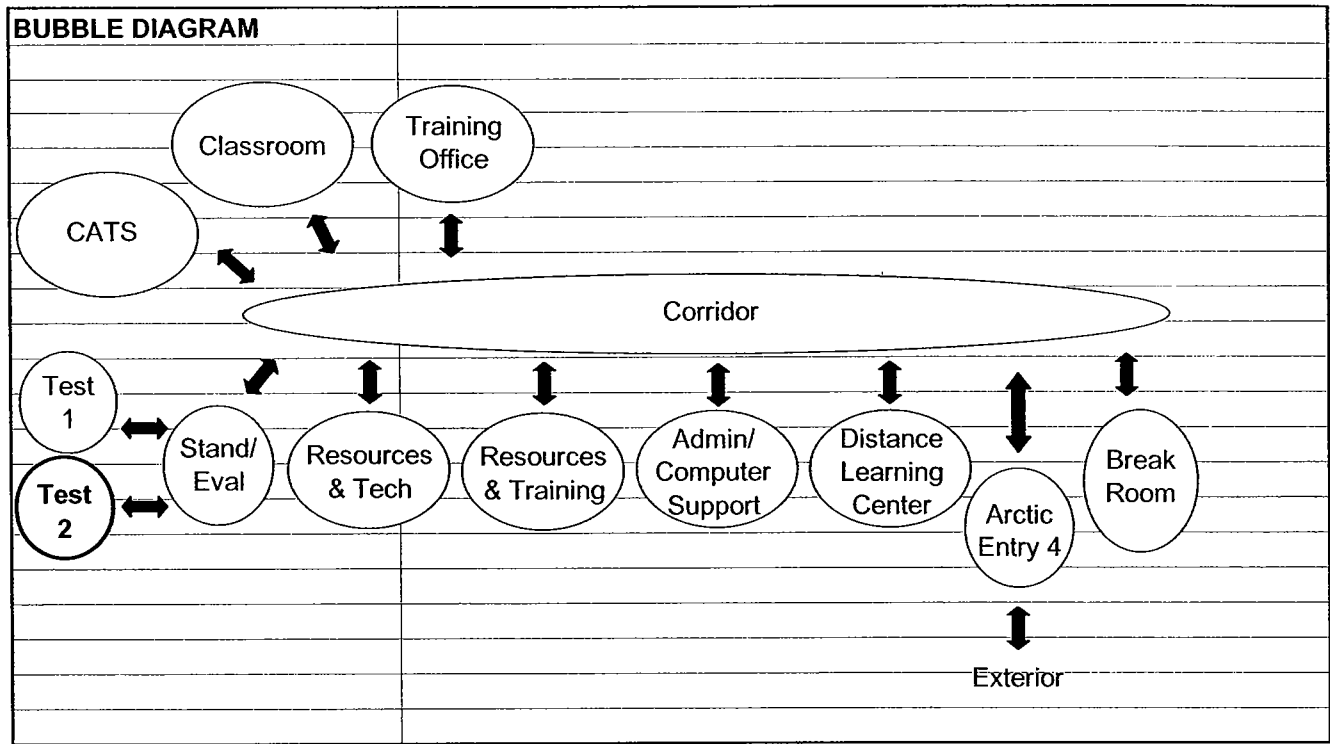 BUBBLE DIAGRAM
Classroom
Training
Office
CATS
Corridor
Test
1
Test
2
Stand/
Eval
Resources
& Tech
Resources
& Training
Admin/
Computer
Support
Distance
Learning
Center
Arctic
Entry 4
Break
Room
Exterior